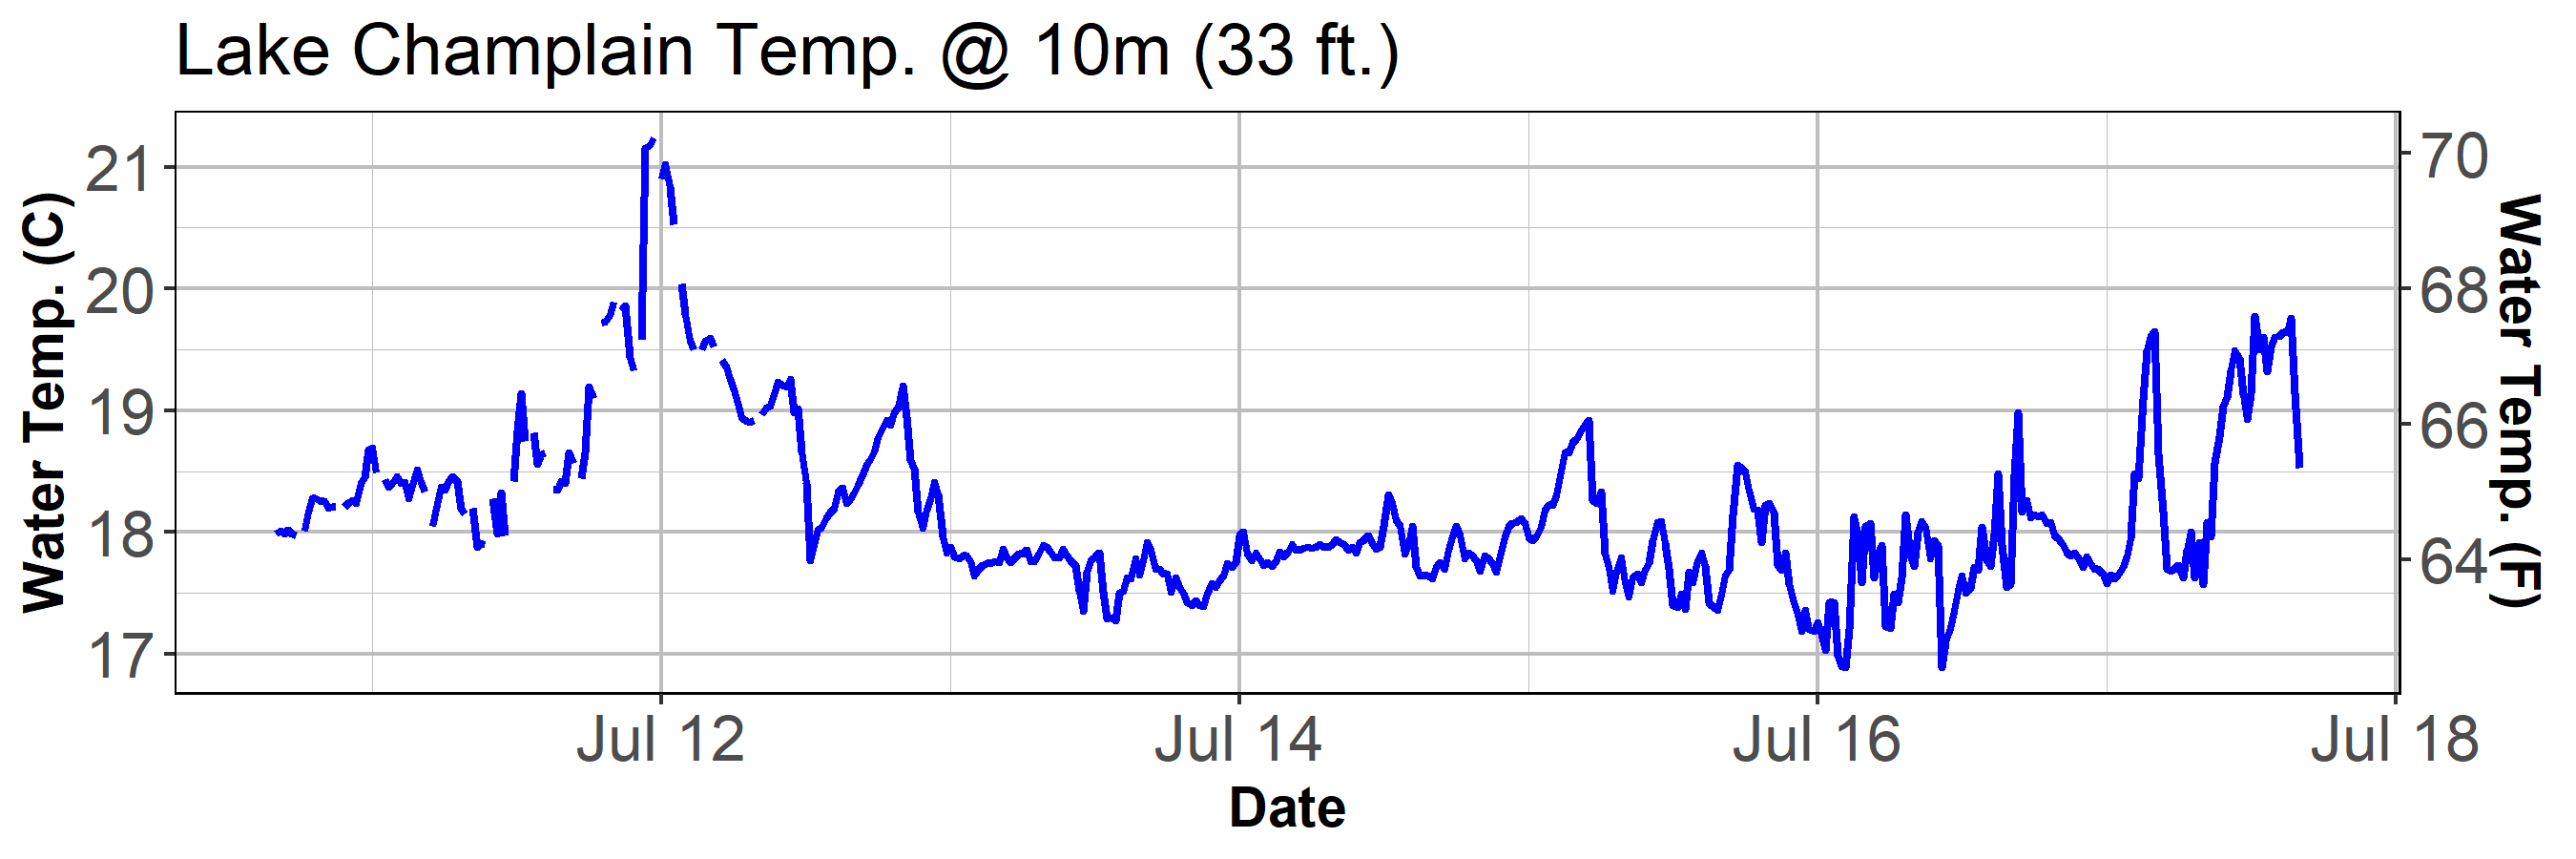 Lake Champlain Temp. @ 10m (33 ft.)
Water Temp. (C)
21
20
19
18
17
70
68
66
64
Water Temp. (F)
Jul 12
Jul 14
Jul 16
Jul 18
Date